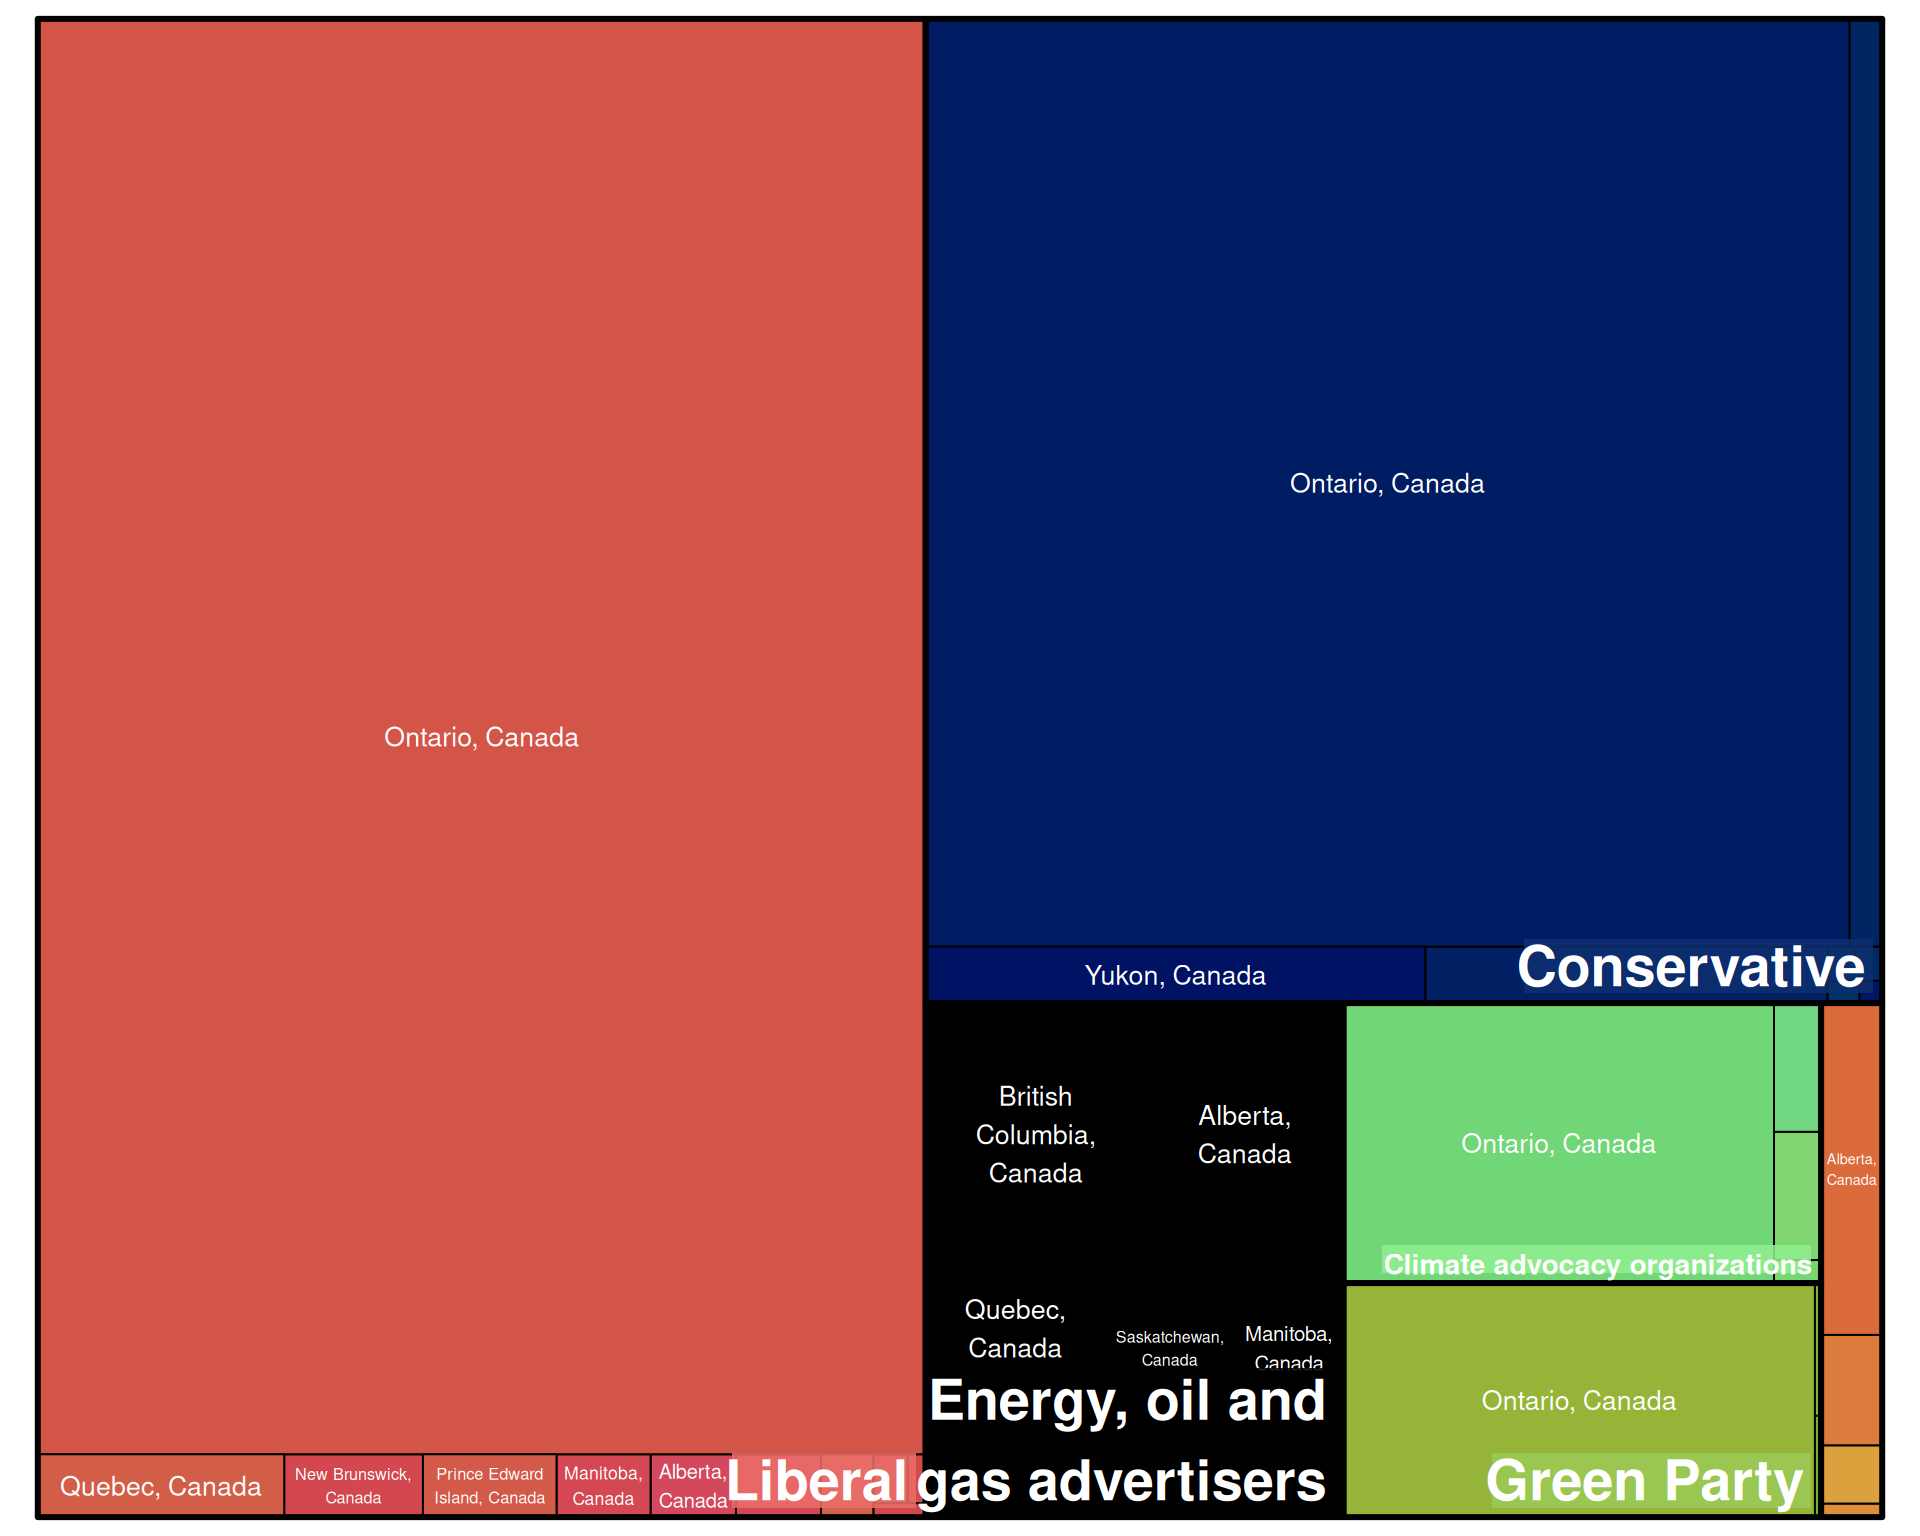 Ontario, Canada
Quebec, Canada
New Brunswick,
Canada
Prince Edward
Island, Canada
Manitoba,
Canada
Alberta,
Canada
Liberal
Ontario, Canada
Yukon, Canada
Conservative
British
Columbia,
Canada
Alberta,
Canada
Quebec,
Canada
Saskatchewan,
Canada
Manitoba,
Canada
Energy, oil and
gas advertisers
Ontario, Canada
Climate advocacy organizations
Ontario, Canada
Green Party
Alberta,
Canada